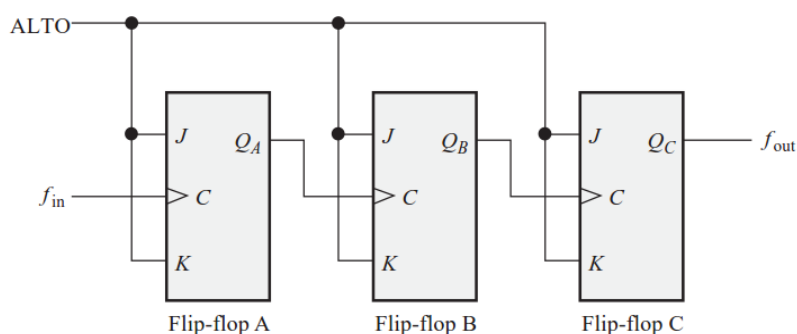 ALTO
J Q_A J Q_B J Q_C f_out
f_in C C C
K K K
Flip-flop A Flip-flop B Flip-flop C